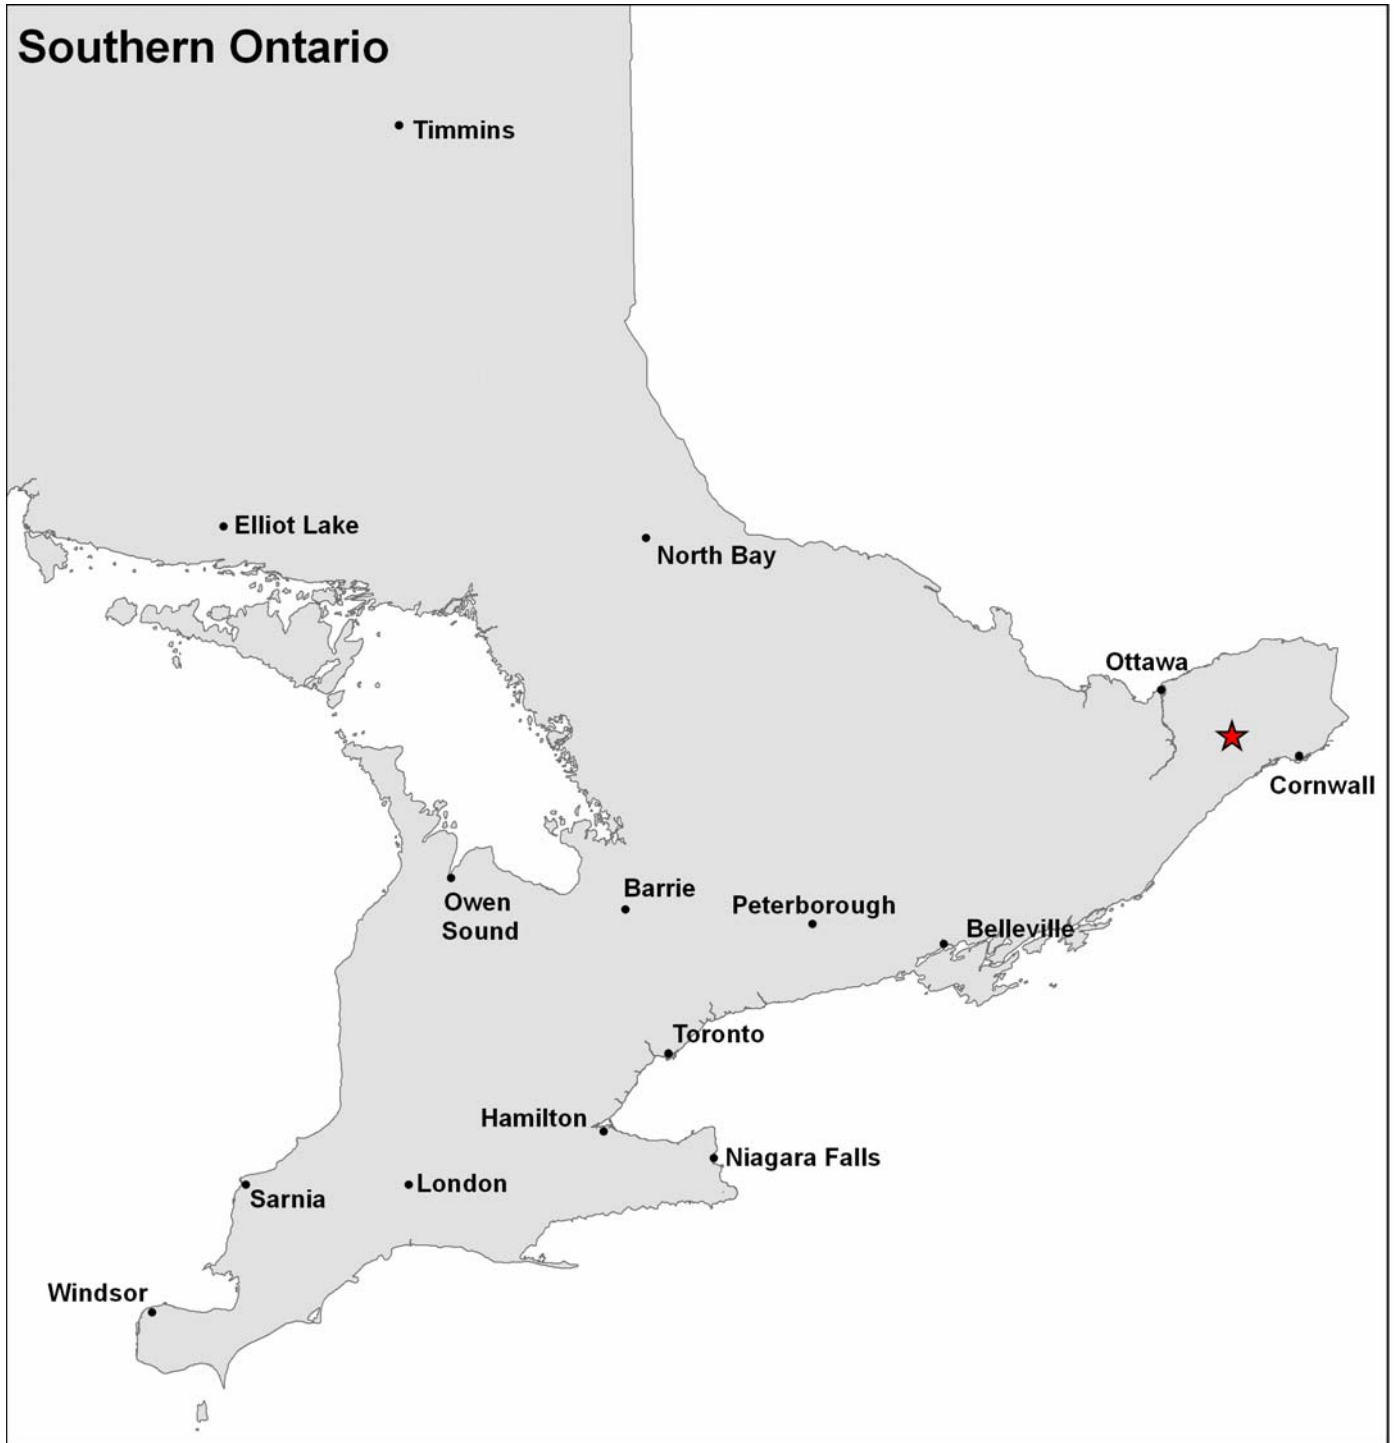 Southern Ontario
Timmins
Elliot Lake
North Bay
Ottawa
Cornwall
Owen
Sound
Barrie
Peterborough
Belleville
Toronto
Hamilton
Niagara Falls
London
Sarnia
Windsor